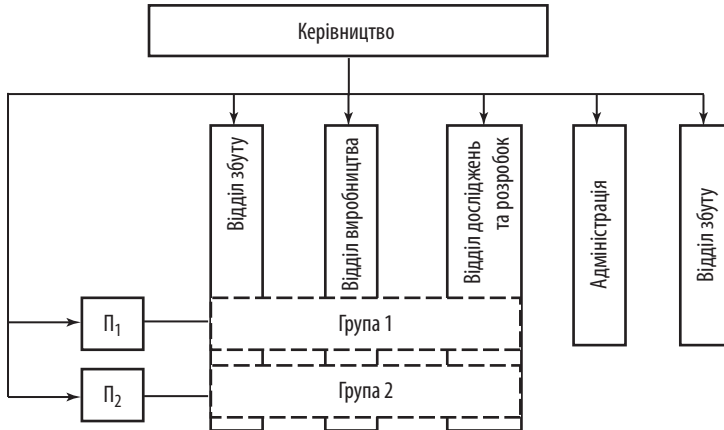 Керівництво
Відділ збуту
Відділ виробництва
Відділ досліджень
та розробок
Адміністрація
Відділ збуту
П₁
Група 1
П₂
Група 2